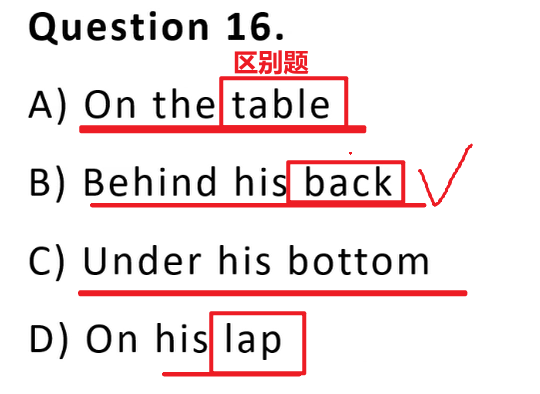 Question 16.
区别题
A) On the table
B) Behind his back
C) Under his bottom
D) On his lap